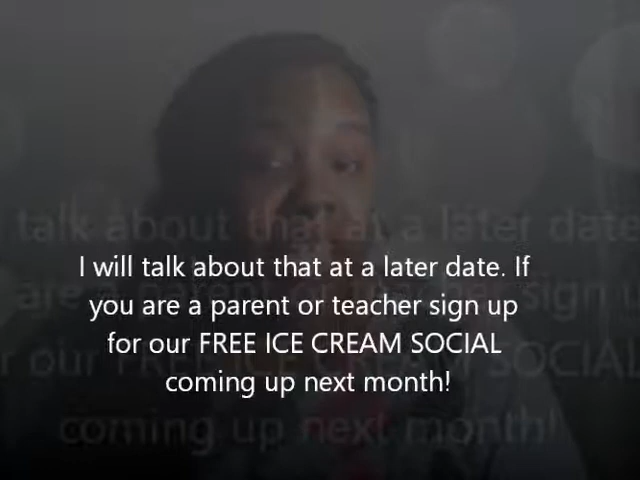 I will talk about that at a later date. If
you are a parent or teacher sign up
for our FREE ICE CREAM SOCIAL
coming up next month!